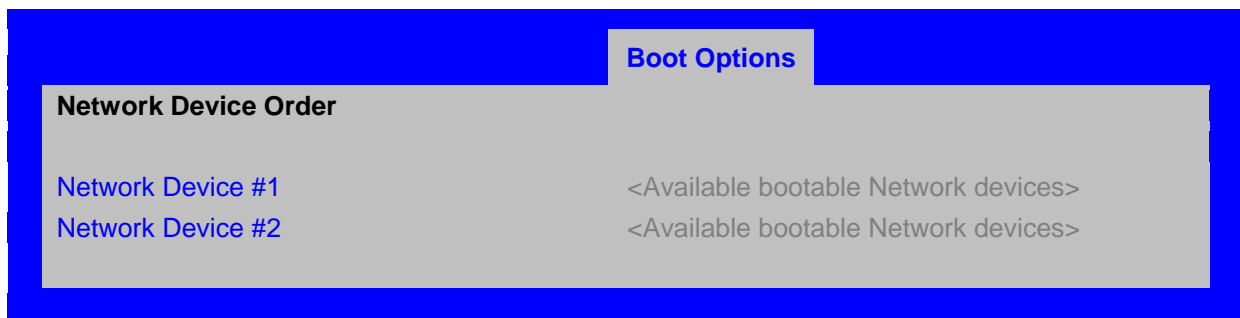 Boot Options
Network Device Order
Network Device #1 <Available bootable Network devices>
Network Device #2 <Available bootable Network devices>